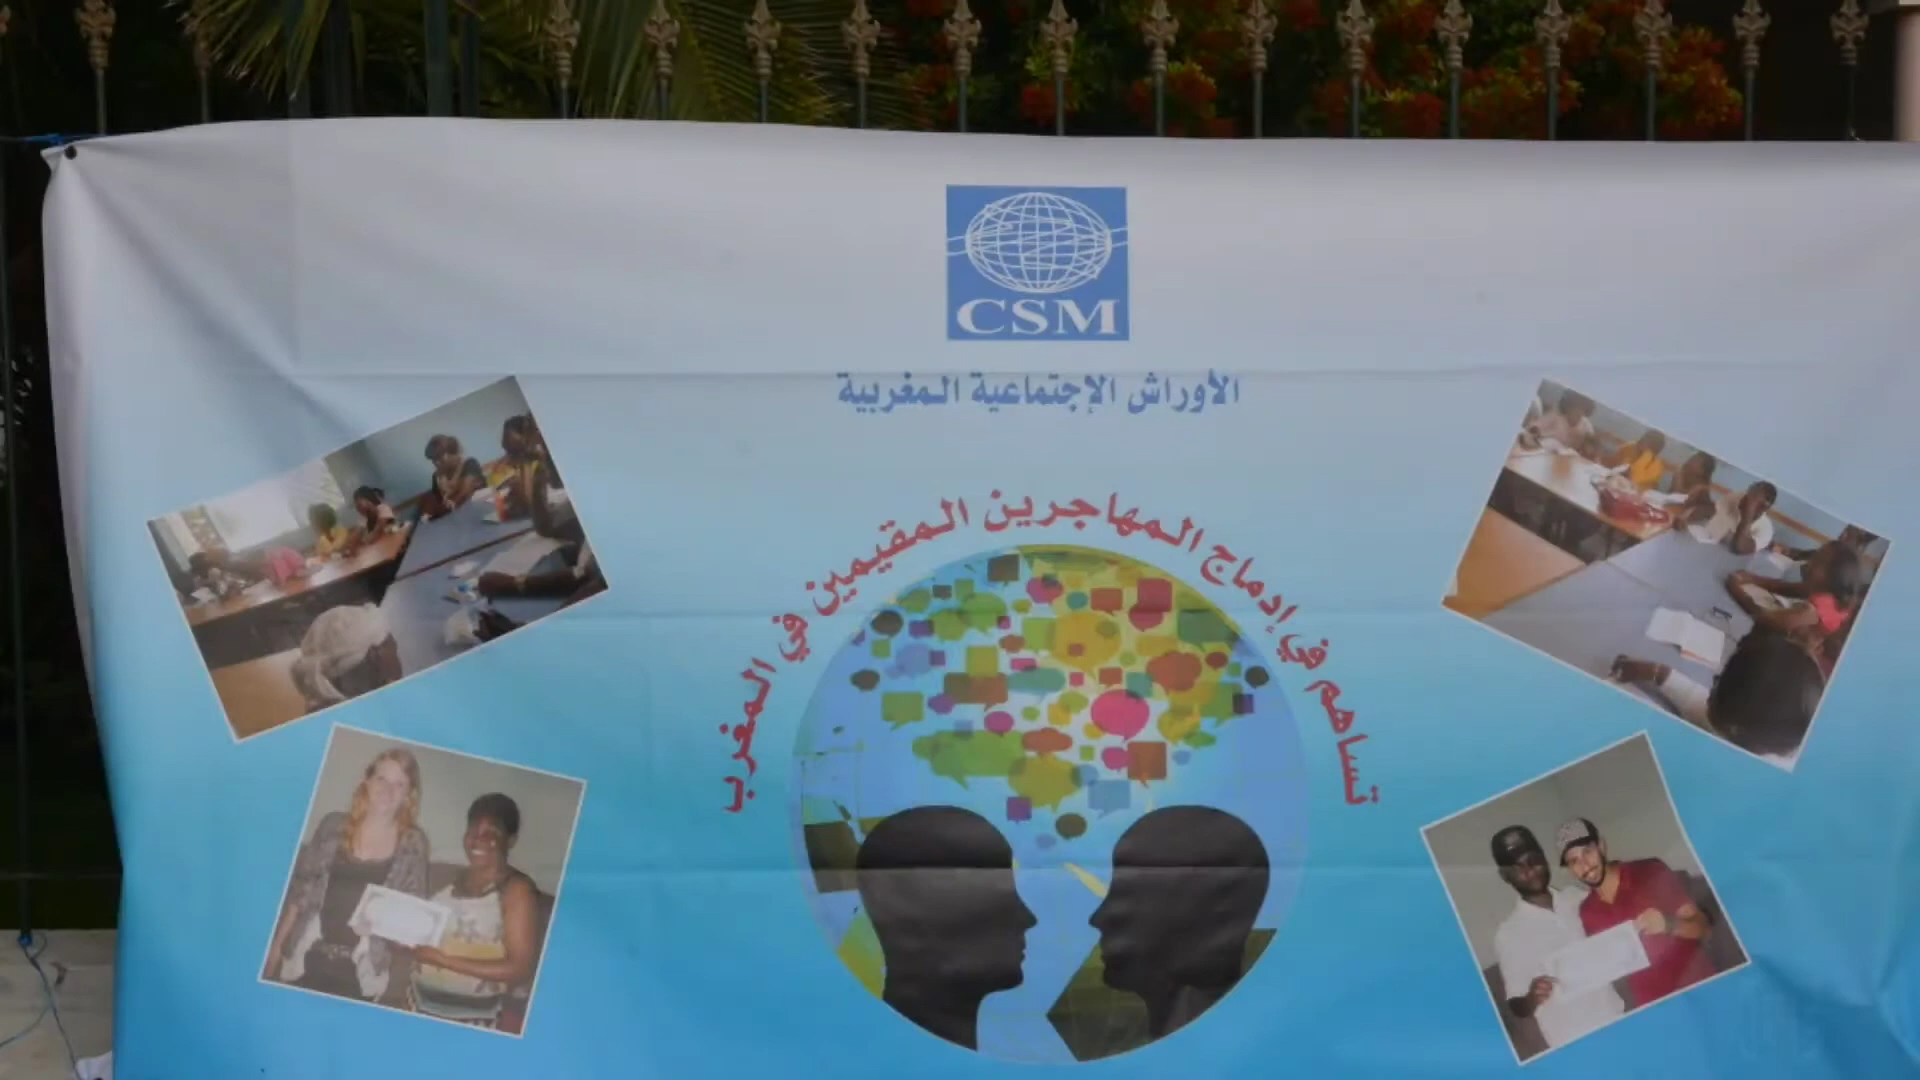 CSM
الأوراش الإجتماعية المغربية
تساهم في إدماج المهاجرين المقيمين في المغرب